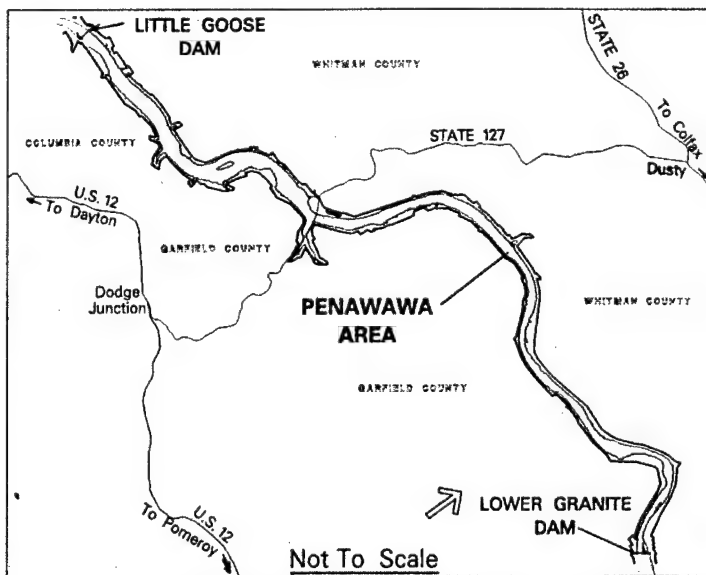 LITTLE GOOSE
DAM
STATE 26
WHITMAN COUNTY
To Colfax
COLUMBIA COUNTY
STATE 127
Dusty
U.S. 12
To Dayton
GARFIELD COUNTY
Dodge
Junction
PENAWAWA
AREA
WHITMAN COUNTY
GARFIELD COUNTY
LOWER GRANITE
DAM
To Pomeroy
U.S. 12
Not To Scale